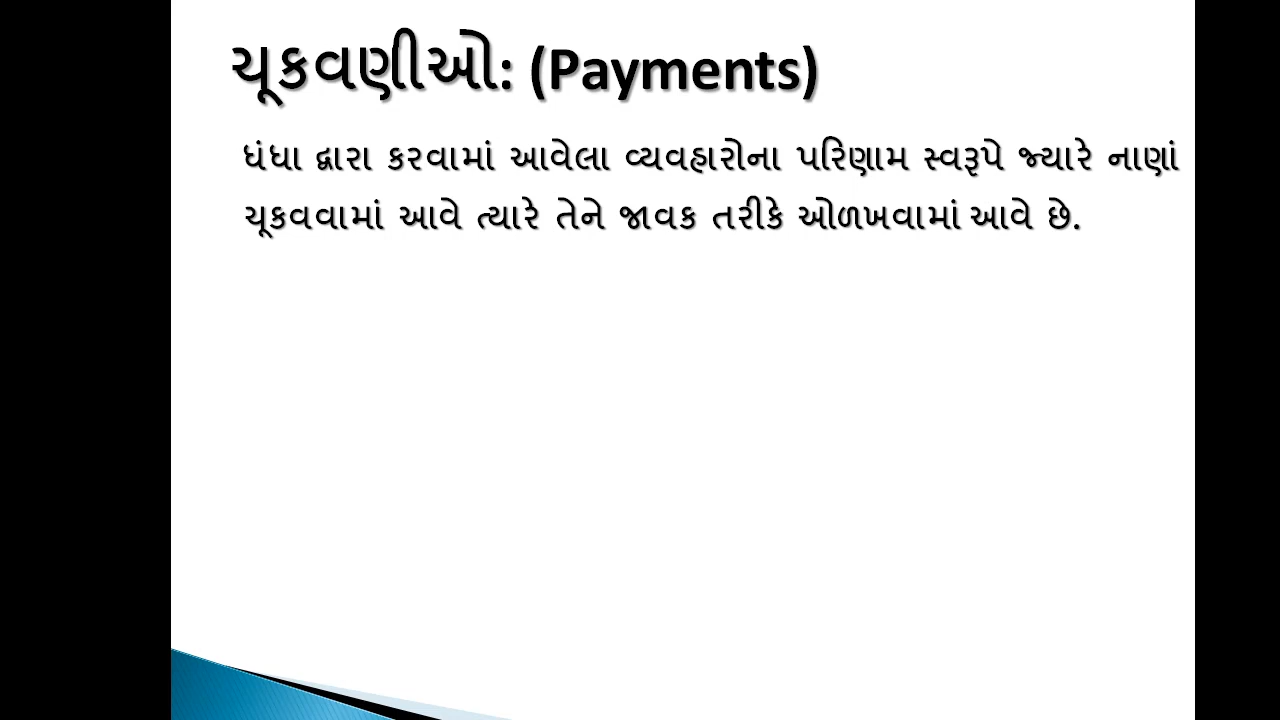 ચૂકવણીઓ: (Payments)
ધંધા દ્વારા કરવામાં આવેલા વ્યવહારોના પરિણામ સ્વરૂપે જ્યારે નાણાં
ચૂકવવામાં આવે ત્યારે તેને જાવક તરીકે ઓળખવામાં આવે છે.